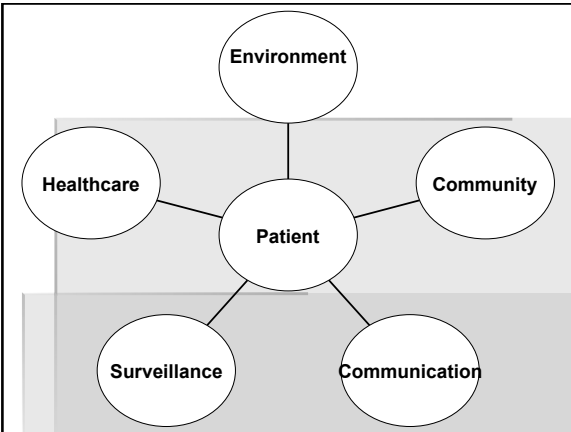 Environment
Healthcare
Community
Patient
Surveillance
Communication